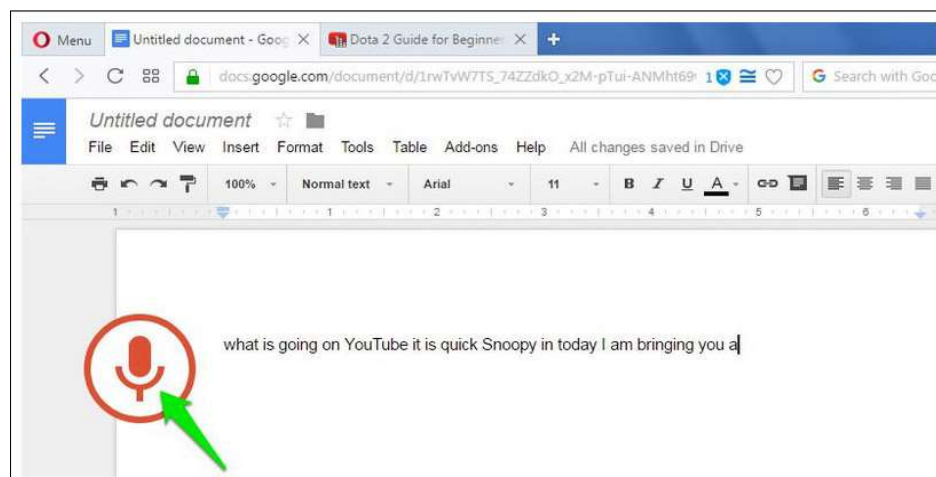 Menu Untitled document - Goog Dota 2 Guide for Beginner
docs.google.com/document/d/1rwTvW7TS_74ZZdkO_x2M-pTui-ANMht69 1 G Search with Goo
Untitled document
File Edit View Insert Format Tools Table Add-ons Help All changes saved in Drive
100% Normal text Arial 11 B I U A
1 1 2 3 4 5 6
what is going on YouTube it is quick Snoopy in today I am bringing you a